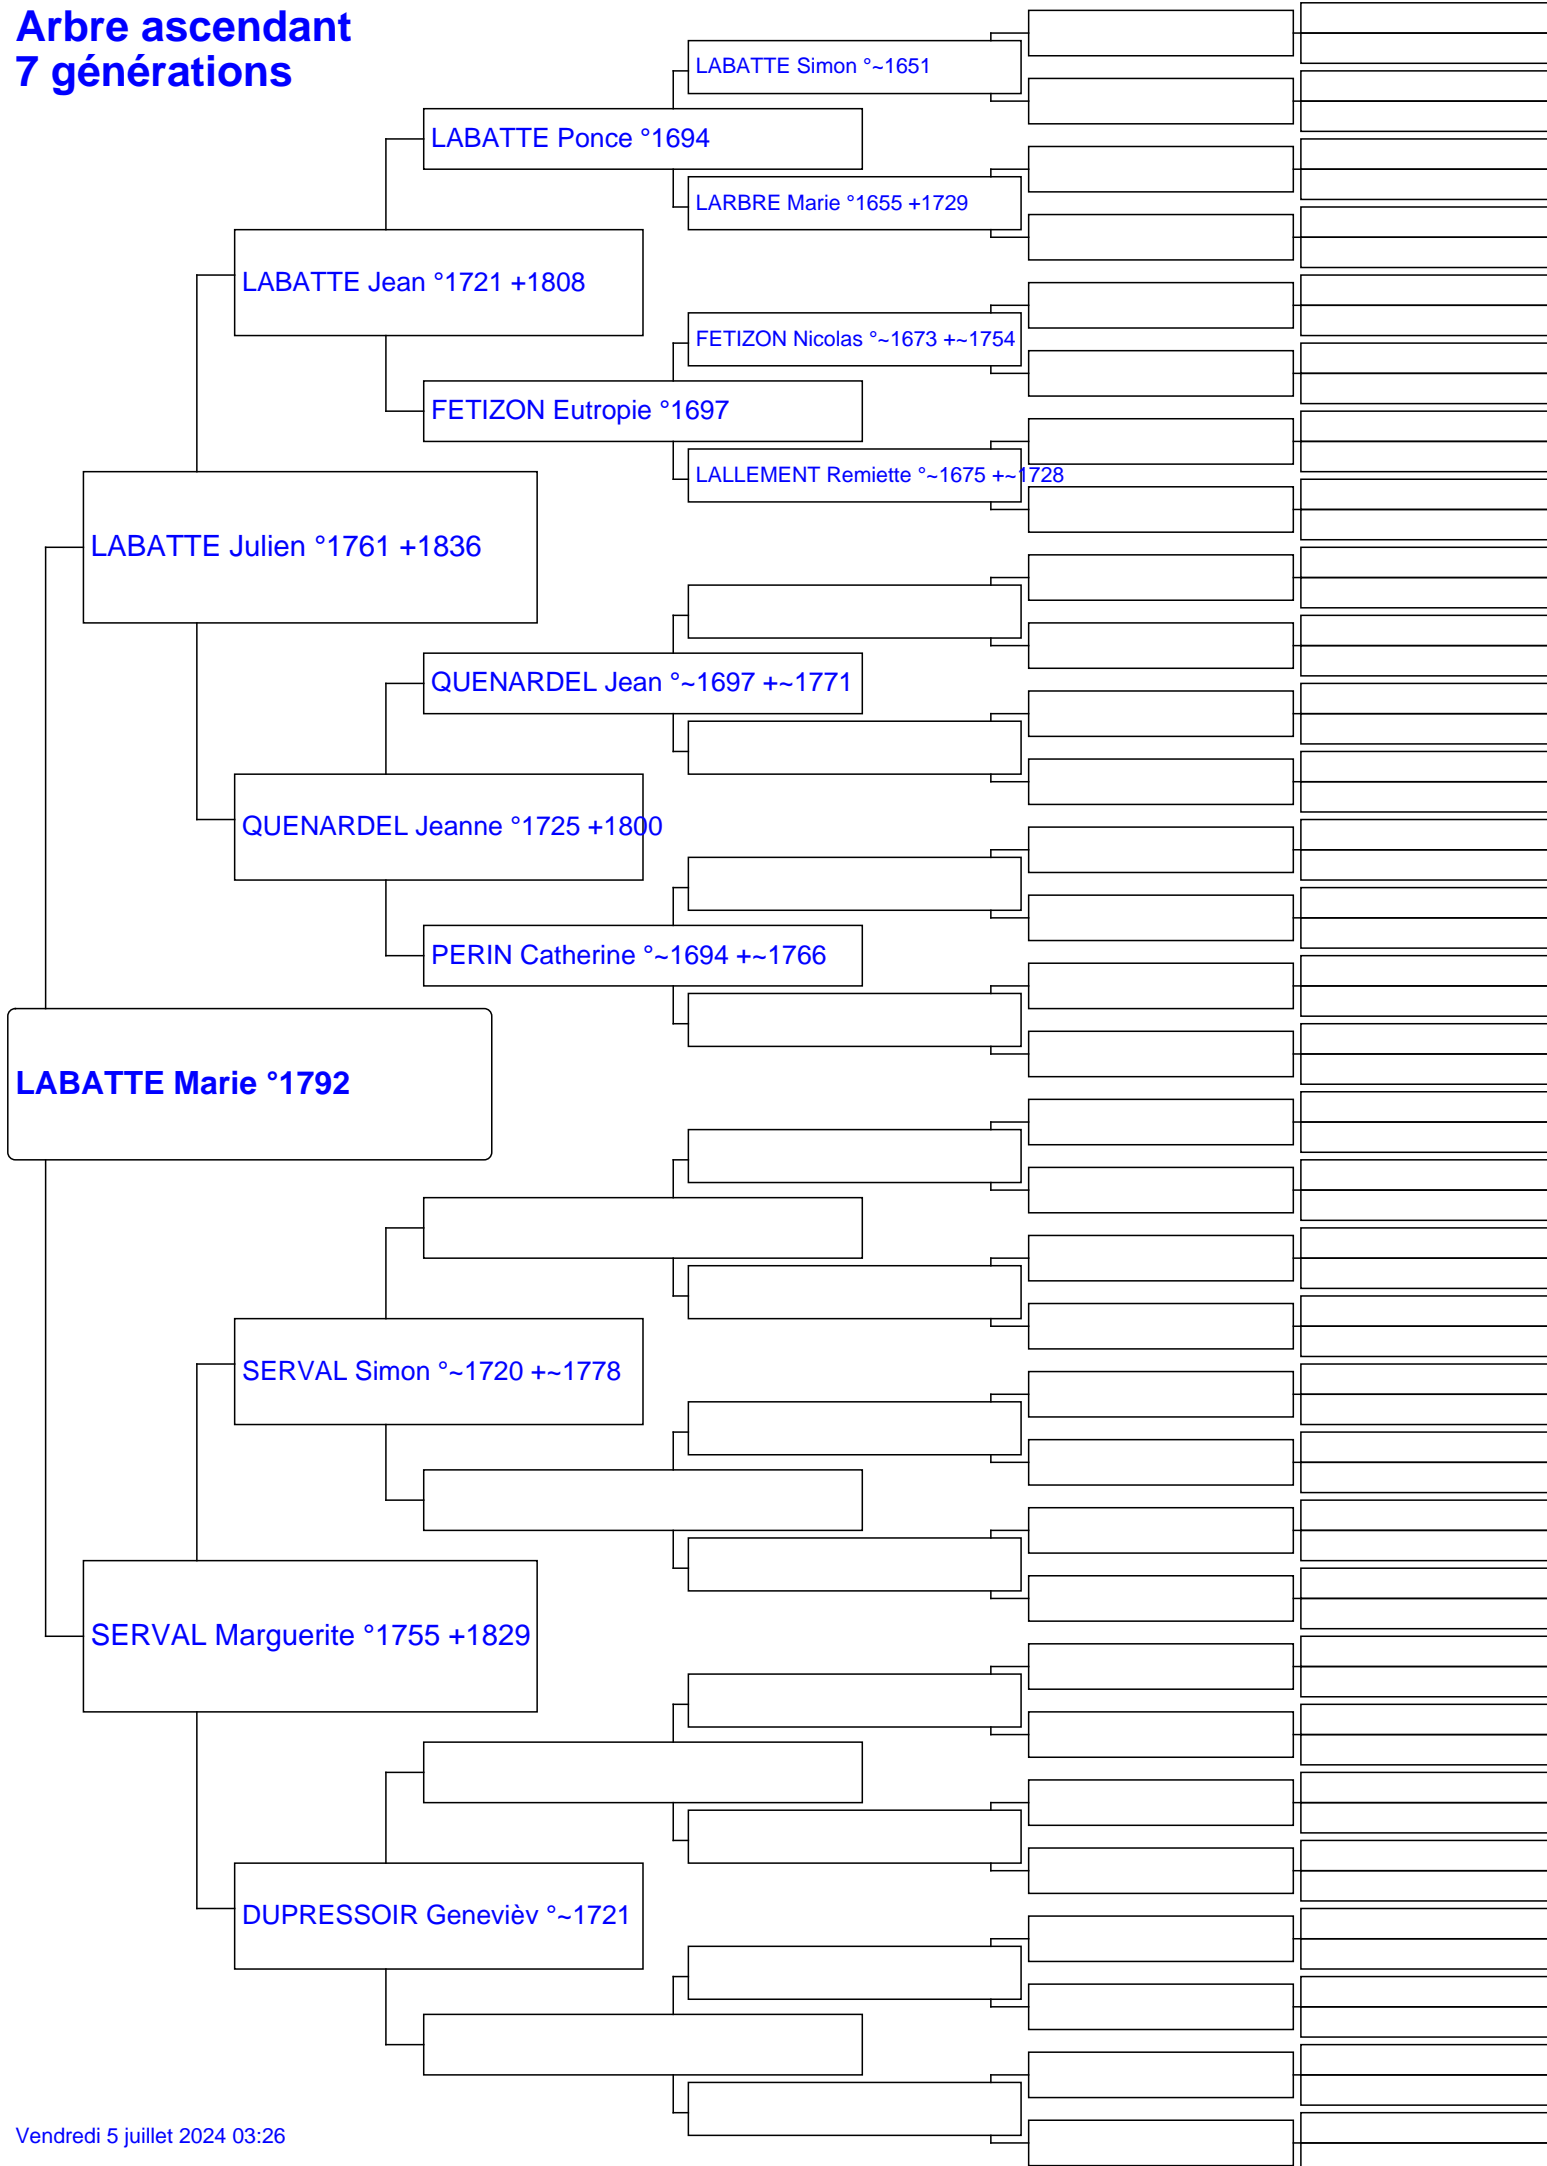 Arbre ascendant
7 générations
LABATTE Simon °~1651
LABATTE Ponce °1694
LARBRE Marie °1655 +1729
LABATTE Jean °1721 +1808
FETIZON Nicolas °~1673 +~1754
FETIZON Eutropie °1697
LALLEMENT Remiette °~1675 +~1728
LABATTE Julien °1761 +1836
QUENARDEL Jean °~1697 +~1771
QUENARDEL Jeanne °1725 +1800
PERIN Catherine °~1694 +~1766
LABATTE Marie °1792
SERVAL Simon °~1720 +~1778
SERVAL Marguerite °1755 +1829
DUPRESSOIR Genevièv °~1721
Vendredi 5 juillet 2024 03:26